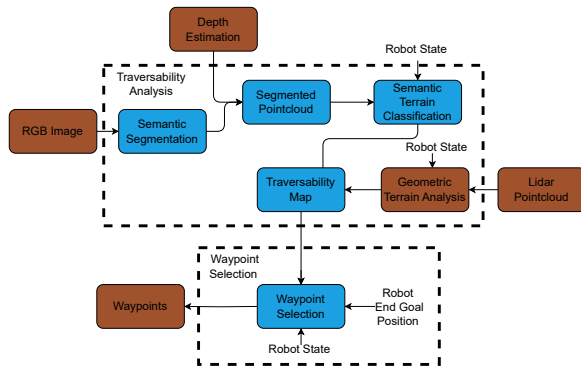 Depth
Estimation
Robot State
Traversability
Analysis
Segmented
Pointcloud
Semantic
Terrain
Classification
RGB Image
Semantic
Segmentation
Robot State
Traversability
Map
Geometric
Terrain Analysis
Lidar
Pointcloud
Waypoint
Selection
Waypoints
Waypoint
Selection
Robot
End Goal
Position
Robot State